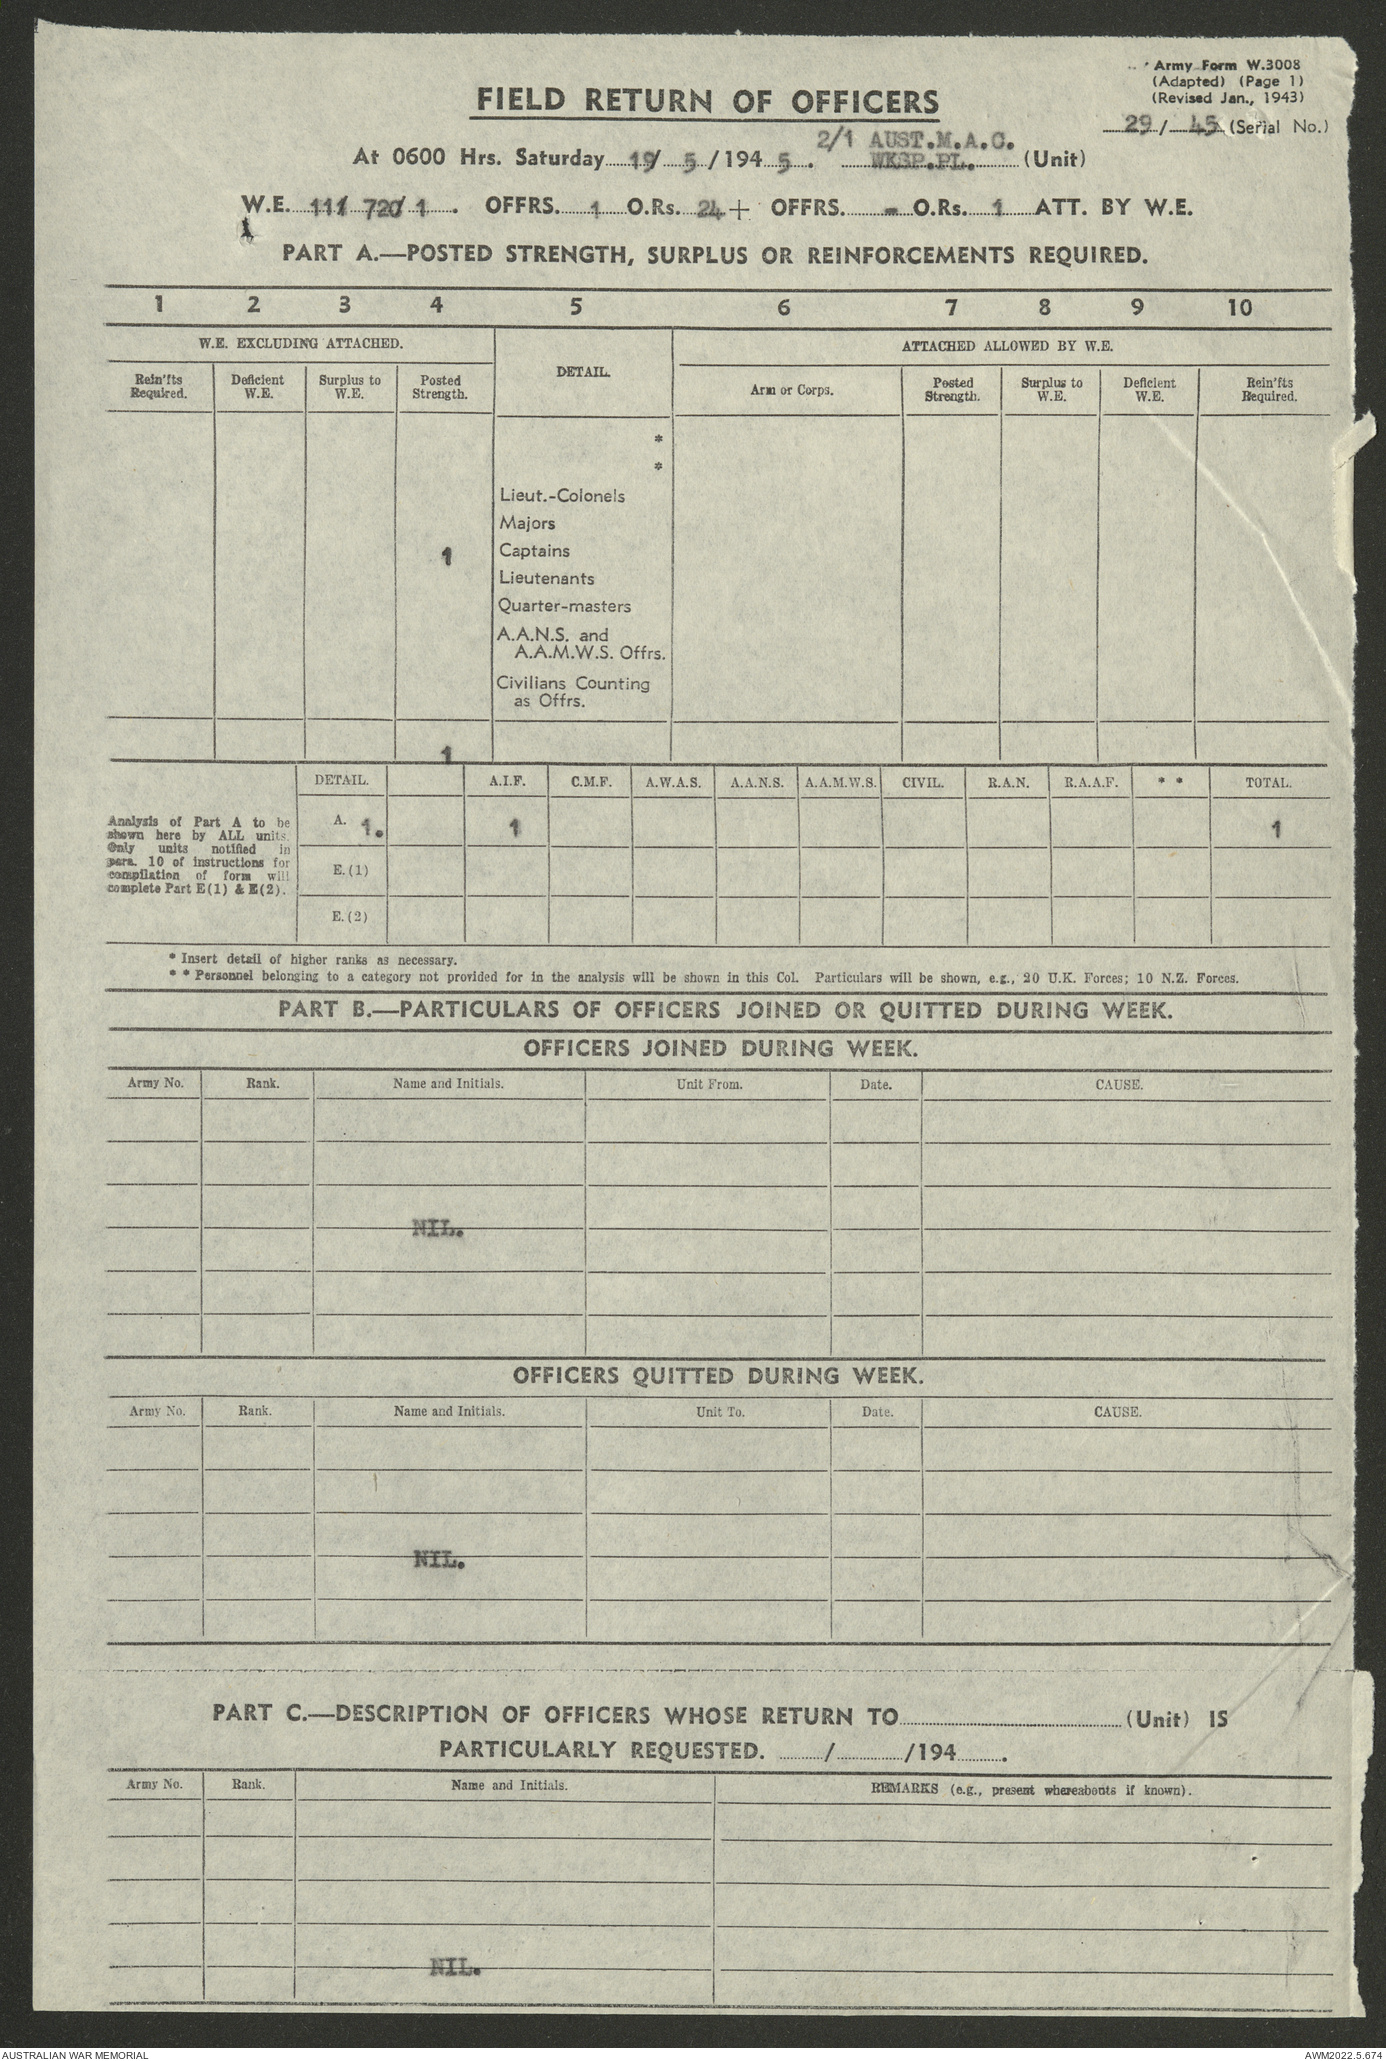 Army Form W.3008
(Adapted) (Page 1)
(Revised Jan., 1943)
FIELD RETURN OF OFFICERS
29/ 45 (Serial No.)
2/1 AUST.M.A.C.
At 0600 Hrs. Saturday 19/ 5 /194 5 . WKSP.PL. (Unit)
W.E. 111/ 720/ 1 . OFFRS. 1 O.Rs. 24 + OFFRS. - O.Rs. 1 ATT. BY W.E.
1
PART A.—POSTED STRENGTH, SURPLUS OR REINFORCEMENTS REQUIRED.
1 2 3 4 5 6 7 8 9 10
W.E. EXCLUDING ATTACHED. DETAIL. ATTACHED ALLOWED BY W.E.
Rein'fts Required. Deficient W.E. Surplus to W.E. Posted Strength. Arm or Corps. Posted Strength. Surplus to W.E. Deficient W.E. Rein'fts Required.
*
*
Lieut.-Colonels
Majors
1 Captains
Lieutenants
Quarter-masters
A.A.N.S. and
A.A.M.W.S. Offrs.
Civilians Counting
as Offrs.
1
DETAIL. A.I.F. C.M.F. A.W.A.S. A.A.N.S. A.A.M.W.S. CIVIL. R.A.N. R.A.A.F. * * TOTAL.
Analysis of Part A to be
shown here by ALL units.
Only units notified in
para. 10 of instructions for
compilation of form will
complete Part E(1) & E(2).
A. 1. 1 1
E.(1)
E.(2)
* Insert detail of higher ranks as necessary.
* * Personnel belonging to a category not provided for in the analysis will be shown in this Col. Particulars will be shown, e.g., 20 U.K. Forces; 10 N.Z. Forces.
PART B.—PARTICULARS OF OFFICERS JOINED OR QUITTED DURING WEEK.
OFFICERS JOINED DURING WEEK.
Army No. Rank. Name and Initials. Unit From. Date. CAUSE.
NIL.
OFFICERS QUITTED DURING WEEK.
Army No. Rank. Name and Initials. Unit To. Date. CAUSE.
NIL.
PART C.—DESCRIPTION OF OFFICERS WHOSE RETURN TO (Unit) IS
PARTICULARLY REQUESTED. / /194 .
Army No. Rank. Name and Initials. REMARKS (e.g., present whereabouts if known).
NIL.
AUSTRALIAN WAR MEMORIAL AWM2022.5.674